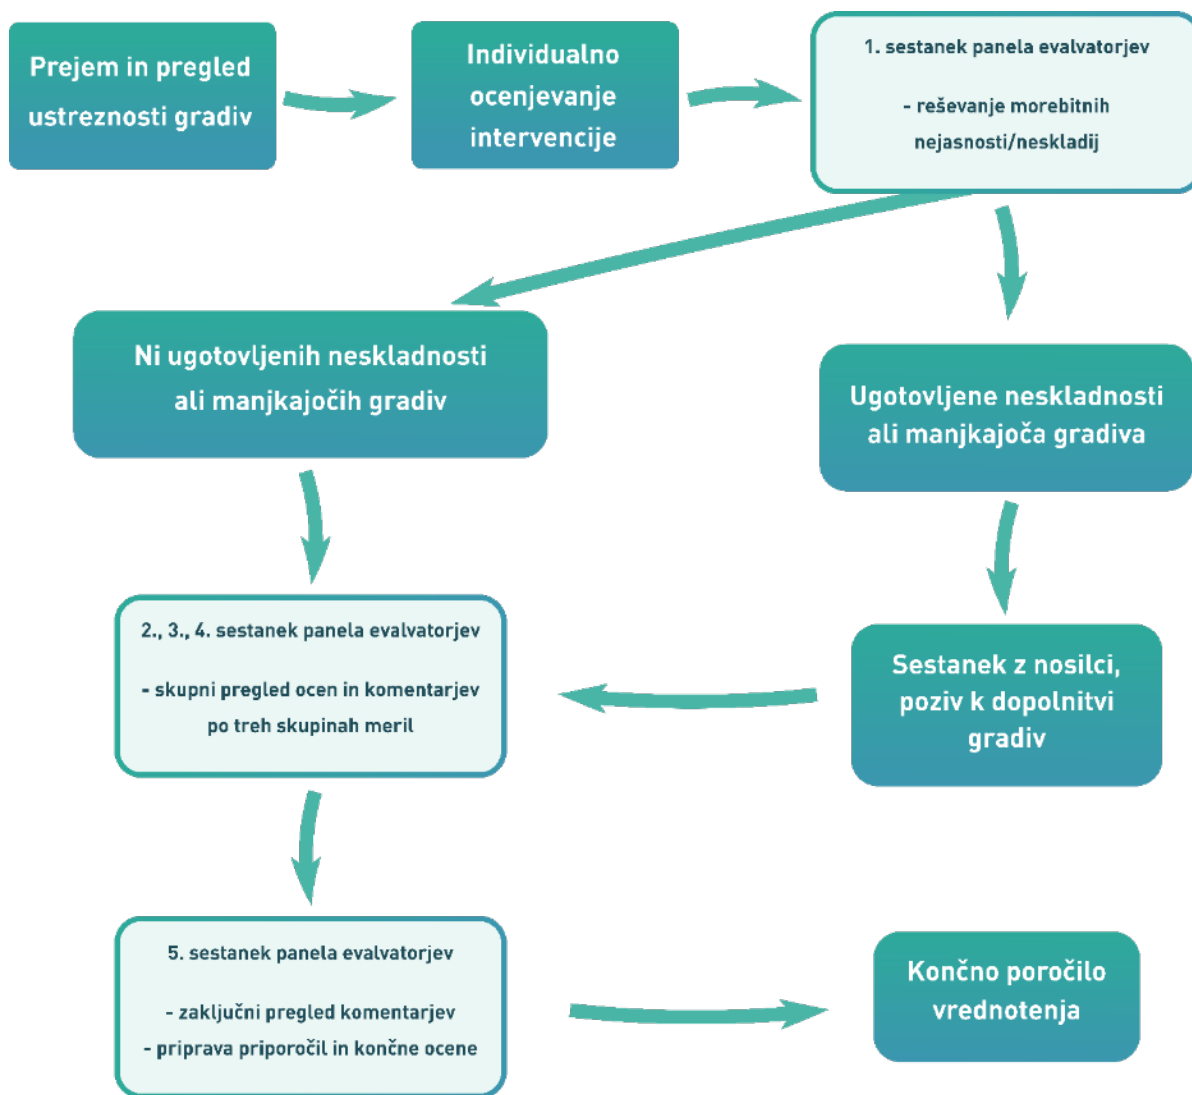 Prejem in pregled
ustreznosti gradiv
Individualno
ocenjevanje
intervencije
1. sestanek panela evalvatorjev
- reševanje morebitnih
nejasnosti/neskladij
Ni ugotovljenih neskladnosti
ali manjkajočih gradiv
Ugotovljene neskladnosti
ali manjkajoča gradiva
2., 3., 4. sestanek panela evalvatorjev
- skupni pregled ocen in komentarjev
po treh skupinah meril
Sestanek z nosilci,
poziv k dopolnitvi
gradiv
5. sestanek panela evalvatorjev
- zaključni pregled komentarjev
- priprava priporočil in končne ocene
Končno poročilo
vrednotenja